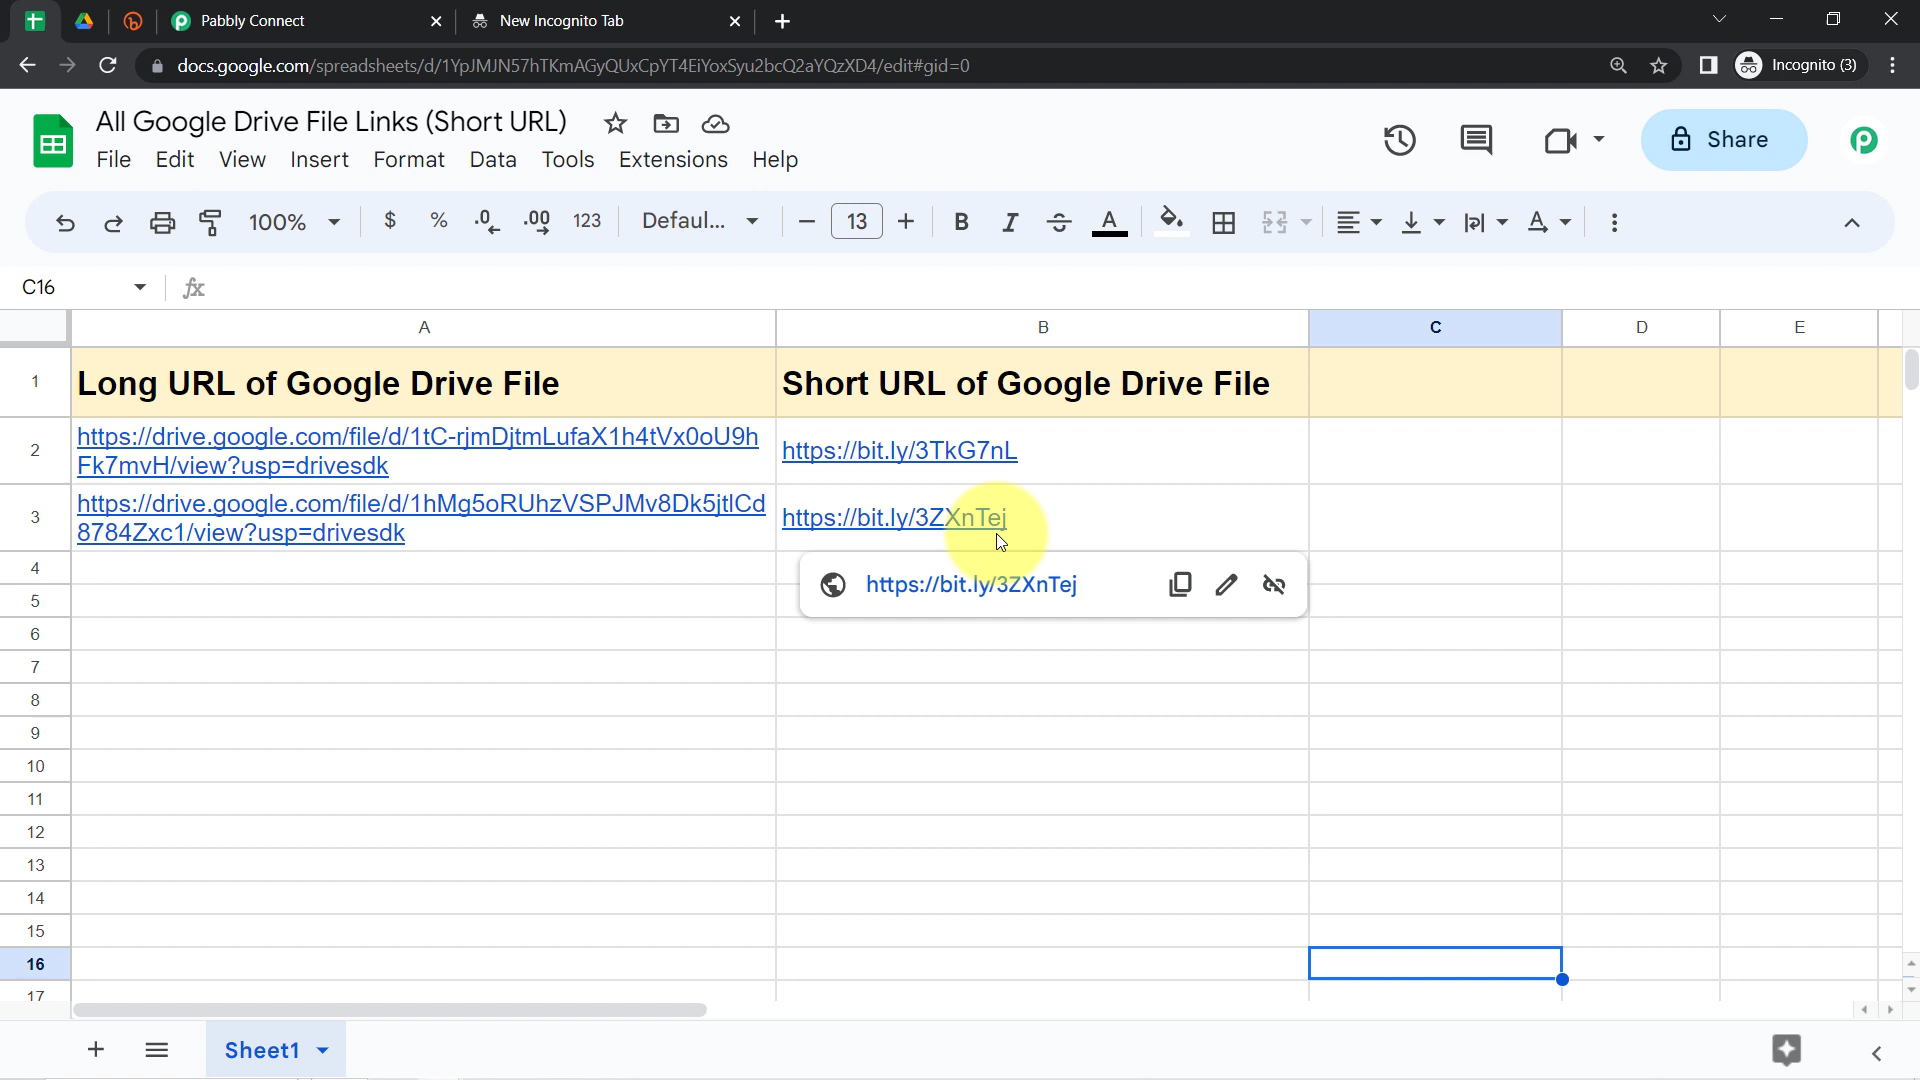 Pabbly Connect
New Incognito Tab
docs.google.com/spreadsheets/d/1YpJMJN57hTKmAGyQUxCpYT4EiYoxSyu2bcQ2aYQzXD4/edit#gid=0
Incognito (3)
All Google Drive File Links (Short URL)
File Edit View Insert Format Data Tools Extensions Help
Share
100% $ % .0 .00 123 Defaul... 13 B I S A
C16 fx
A B C D E
1 Long URL of Google Drive File Short URL of Google Drive File
2 https://drive.google.com/file/d/1tC-rjmDjtmLufaX1h4tVx0oU9h
Fk7mvH/view?usp=drivesdk https://bit.ly/3TkG7nL
3 https://drive.google.com/file/d/1hMg5oRUhzVSPJMv8Dk5jtlCd
8784Zxc1/view?usp=drivesdk https://bit.ly/3ZXnTej
4
https://bit.ly/3ZXnTej
5
6
7
8
9
10
11
12
13
14
15
16
17
Sheet1